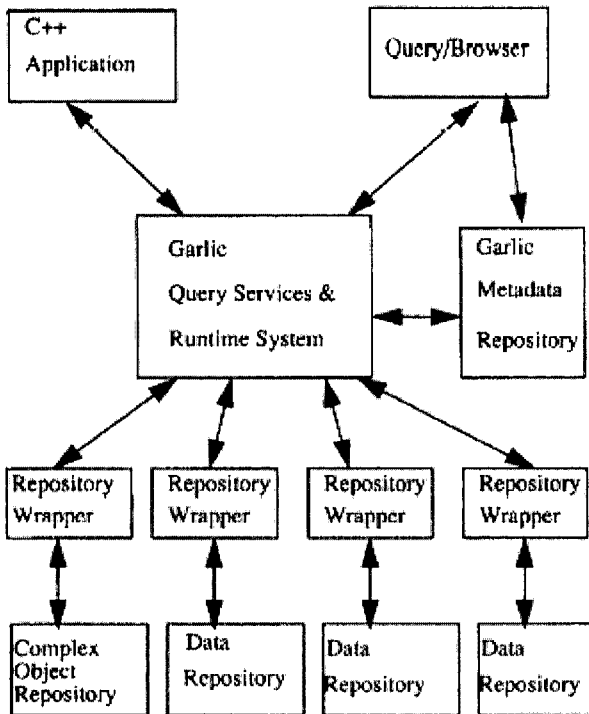 C++
Application
Query/Browser
Garlic
Query Services &
Runtime System
Garlic
Metadata
Repository
Repository
Wrapper
Repository
Wrapper
Repository
Wrapper
Repository
Wrapper
Complex
Object
Repository
Data
Repository
Data
Repository
Data
Repository